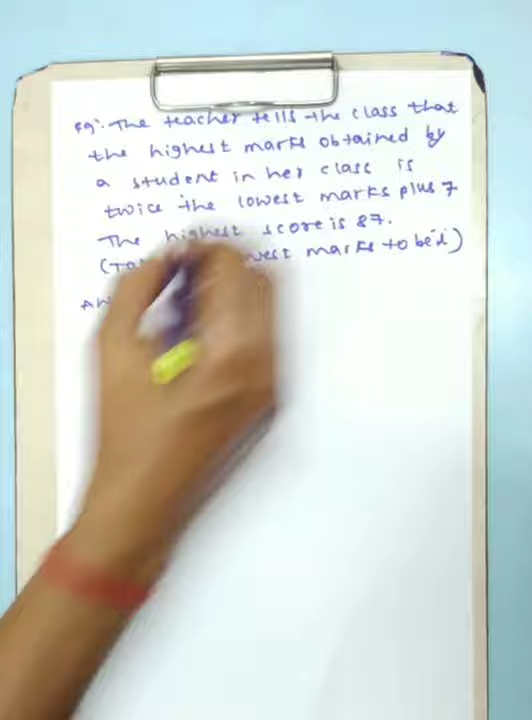 eg: The teacher tells the class that
the highest marks obtained by
a student in her class is
twice the lowest marks plus 7
The highest score is 87.
marks to be l)